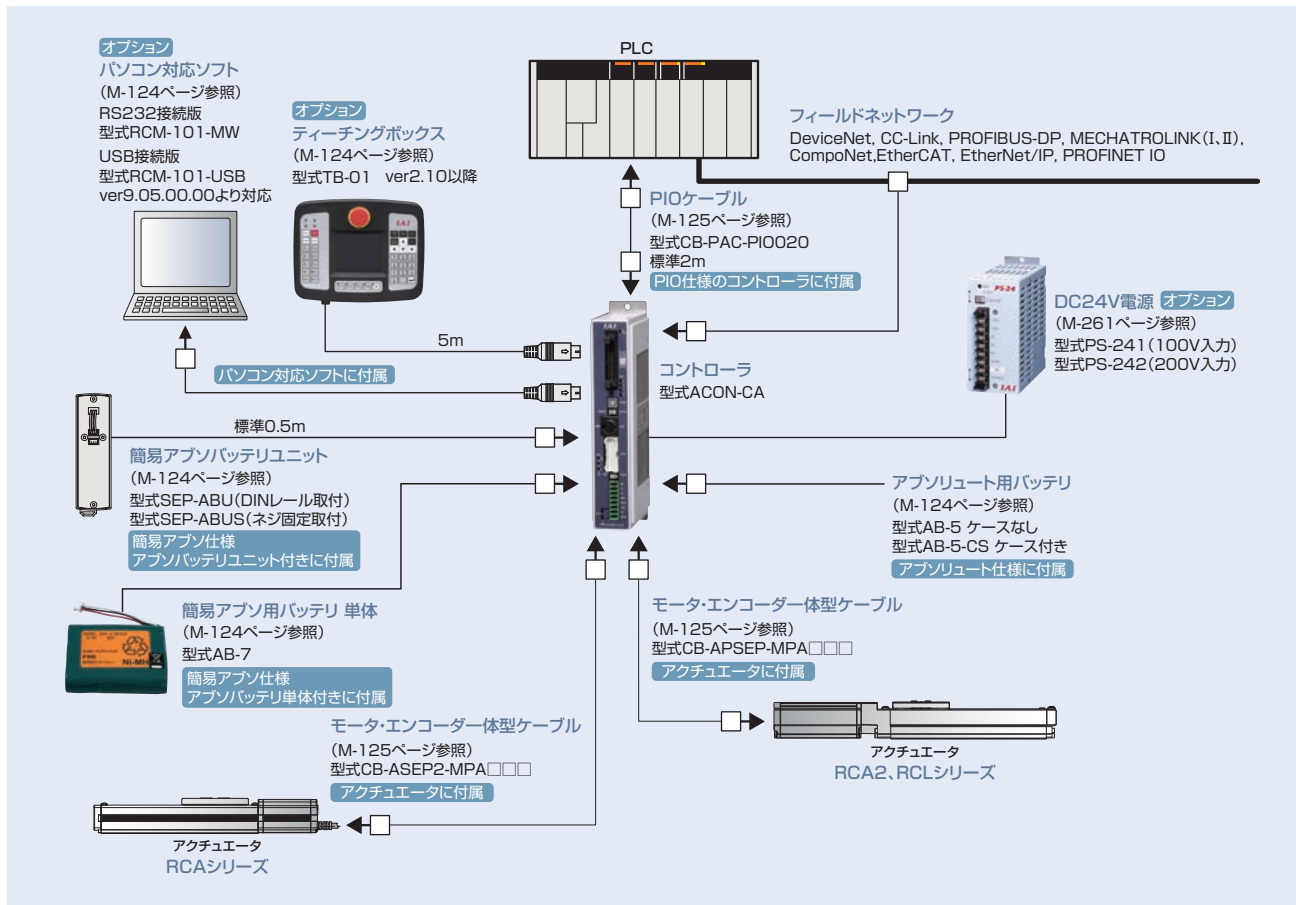 オプション
パソコン対応ソフト
(M-124ページ参照)
RS232接続版
型式RCM-101-MW
USB接続版
型式RCM-101-USB
ver9.05.00.00より対応
オプション
ティーチングボックス
(M-124ページ参照)
型式TB-01 ver2.10以降
IAI
5m
パソコン対応ソフトに付属
PLC
フィールドネットワーク
DeviceNet, CC-Link, PROFIBUS-DP, MECHATROLINK(I、II),
CompoNet,EtherCAT, EtherNet/IP, PROFINET IO
PIOケーブル
(M-125ページ参照)
型式CB-PAC-PIO020
標準2m
PIO仕様のコントローラに付属
IAI
コントローラ
型式ACON-CA
PS-24
IAI
DC24V電源 オプション
(M-261ページ参照)
型式PS-241(100V入力)
型式PS-242(200V入力)
標準0.5m
簡易アブソバッテリユニット
(M-124ページ参照)
型式SEP-ABU(DINレール取付)
型式SEP-ABUS(ネジ固定取付)
簡易アブソ仕様
アブソバッテリユニット付きに付属
アブソリュート用バッテリ
(M-124ページ参照)
型式AB-5 ケースなし
型式AB-5-CS ケース付き
アブソリュート仕様に付属
Ni-MH
簡易アブソ用バッテリ 単体
(M-124ページ参照)
型式AB-7
簡易アブソ仕様
アブソバッテリ単体付きに付属
モータ・エンコーダ一体型ケーブル
(M-125ページ参照)
型式CB-APSEP-MPA□□□
アクチュエータに付属
アクチュエータ
RCA2、RCLシリーズ
モータ・エンコーダ一体型ケーブル
(M-125ページ参照)
型式CB-ASEP2-MPA□□□
アクチュエータに付属
アクチュエータ
RCAシリーズ